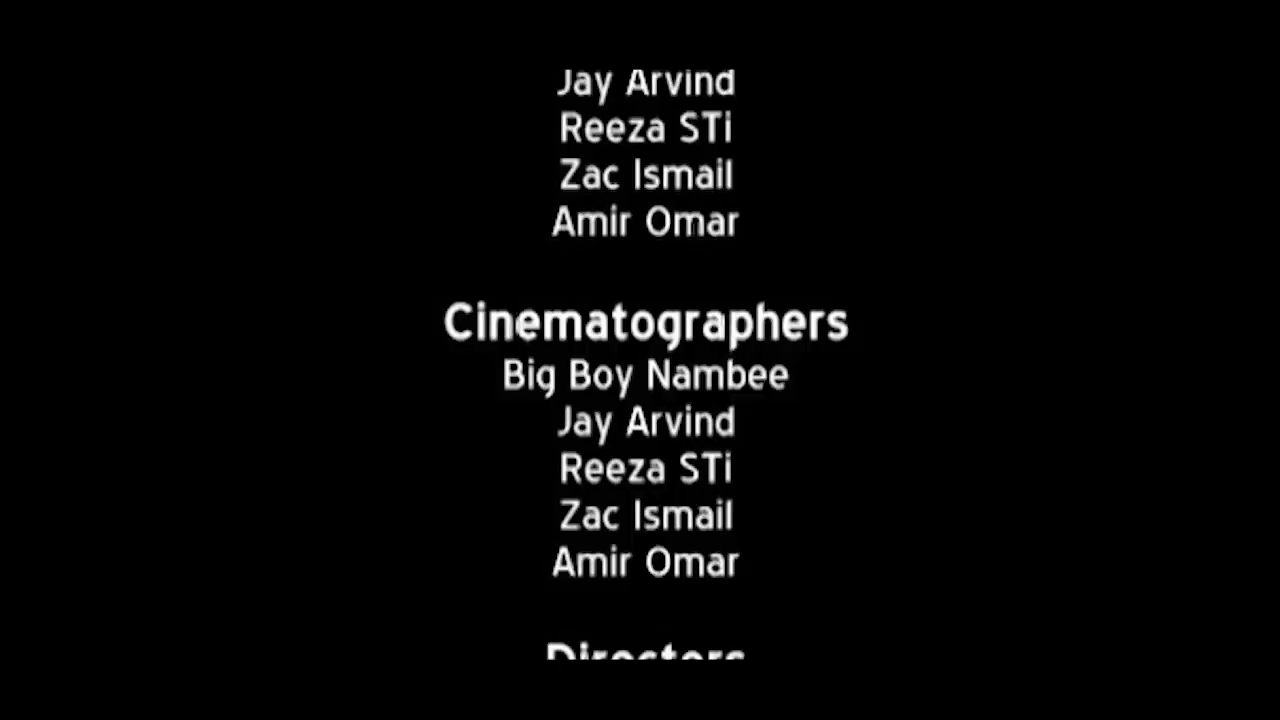 Jay Arvind
Reeza STi
Zac Ismail
Amir Omar
Cinematographers
Big Boy Nambee
Jay Arvind
Reeza STi
Zac Ismail
Amir Omar
Directors